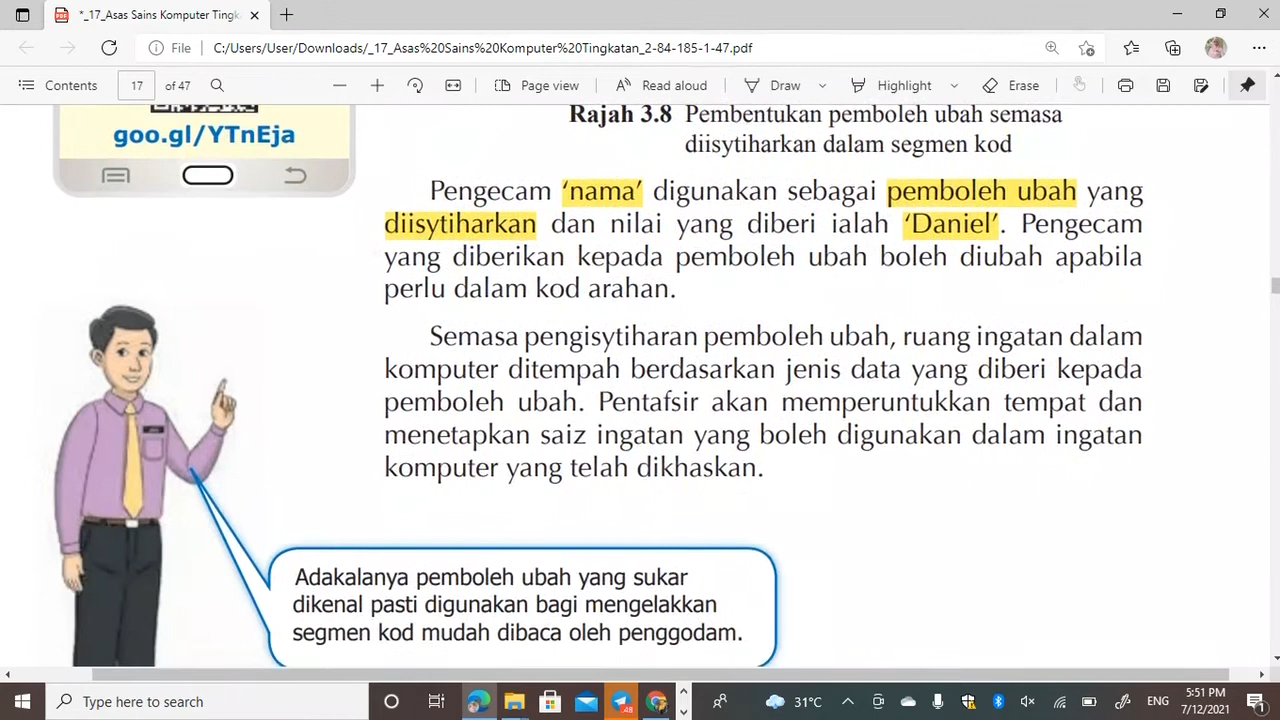 *_17_Asas Sains Komputer Tingk
File
C:/Users/User/Downloads/_17_Asas%20Sains%20Komputer%20Tingkatan_2-84-185-1-47.pdf
Contents
17
of 47
Page view
Read aloud
Draw
Highlight
Erase
goo.gl/YTnEja
Rajah 3.8 Pembentukan pemboleh ubah semasa
diisytiharkan dalam segmen kod
Pengecam ‘nama’ digunakan sebagai pemboleh ubah yang
diisytiharkan dan nilai yang diberi ialah ‘Daniel’. Pengecam
yang diberikan kepada pemboleh ubah boleh diubah apabila
perlu dalam kod arahan.
Semasa pengisytiharan pemboleh ubah, ruang ingatan dalam
komputer ditempah berdasarkan jenis data yang diberi kepada
pemboleh ubah. Pentafsir akan memperuntukkan tempat dan
menetapkan saiz ingatan yang boleh digunakan dalam ingatan
komputer yang telah dikhaskan.
Adakalanya pemboleh ubah yang sukar
dikenal pasti digunakan bagi mengelakkan
segmen kod mudah dibaca oleh penggodam.
Type here to search
31°C
ENG
5:51 PM
7/12/2021